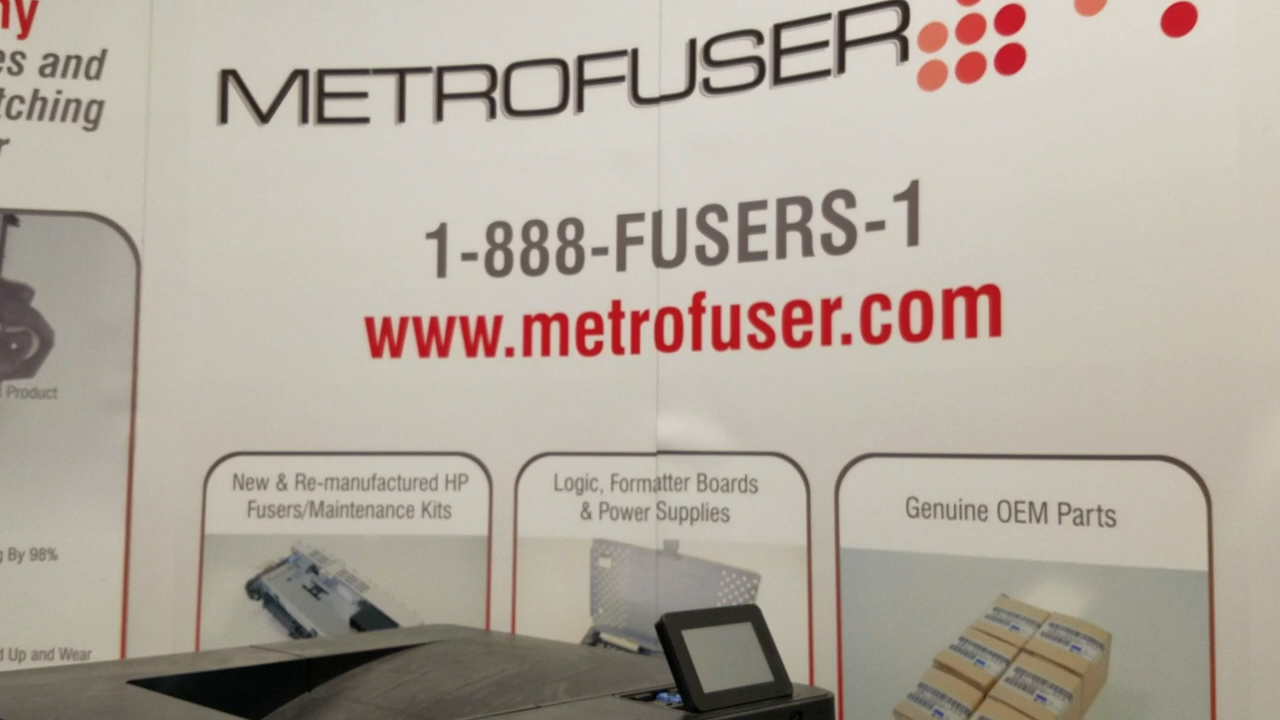 es and
tching
Product
By 98%
Up and Wear
METROFUSER
1-888-FUSERS-1
www.metrofuser.com
New & Re-manufactured HP
Fusers/Maintenance Kits
Logic, Formatter Boards
& Power Supplies
Genuine OEM Parts